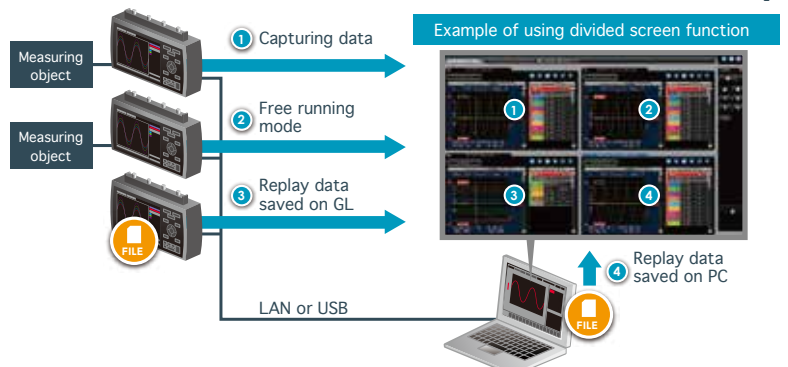 Example of using divided screen function
1 Capturing data
Measuring
object
2 Free running
mode
Measuring
object
3 Replay data
saved on GL
FILE
1
2
3
4
4 Replay data
saved on PC
FILE
LAN or USB